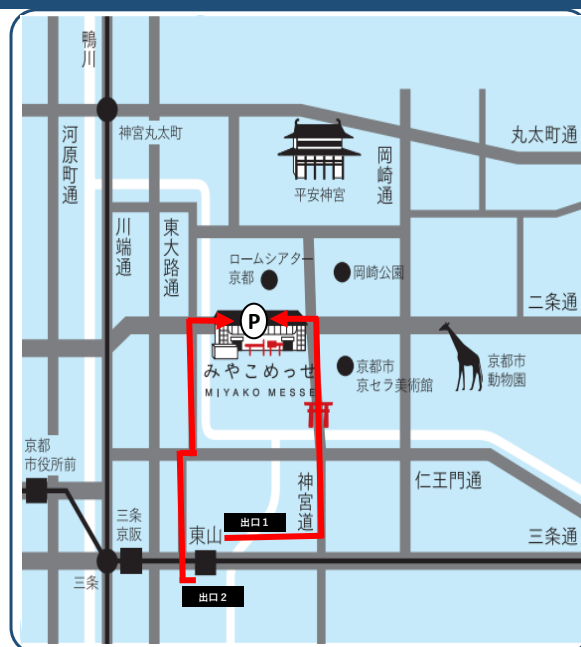 鴨川
神宮丸太町
河原町通
丸太町通
岡崎通
平安神宮
川端通
東大路通
ロームシアター
京都
岡崎公園
二条通
P
みやこめっせ
MIYAKO MESSE
京都市
京セラ美術館
京都市
動物園
京都
市役所前
神宮道
仁王門通
三条
京阪
東山
出口1
三条通
三条
出口2